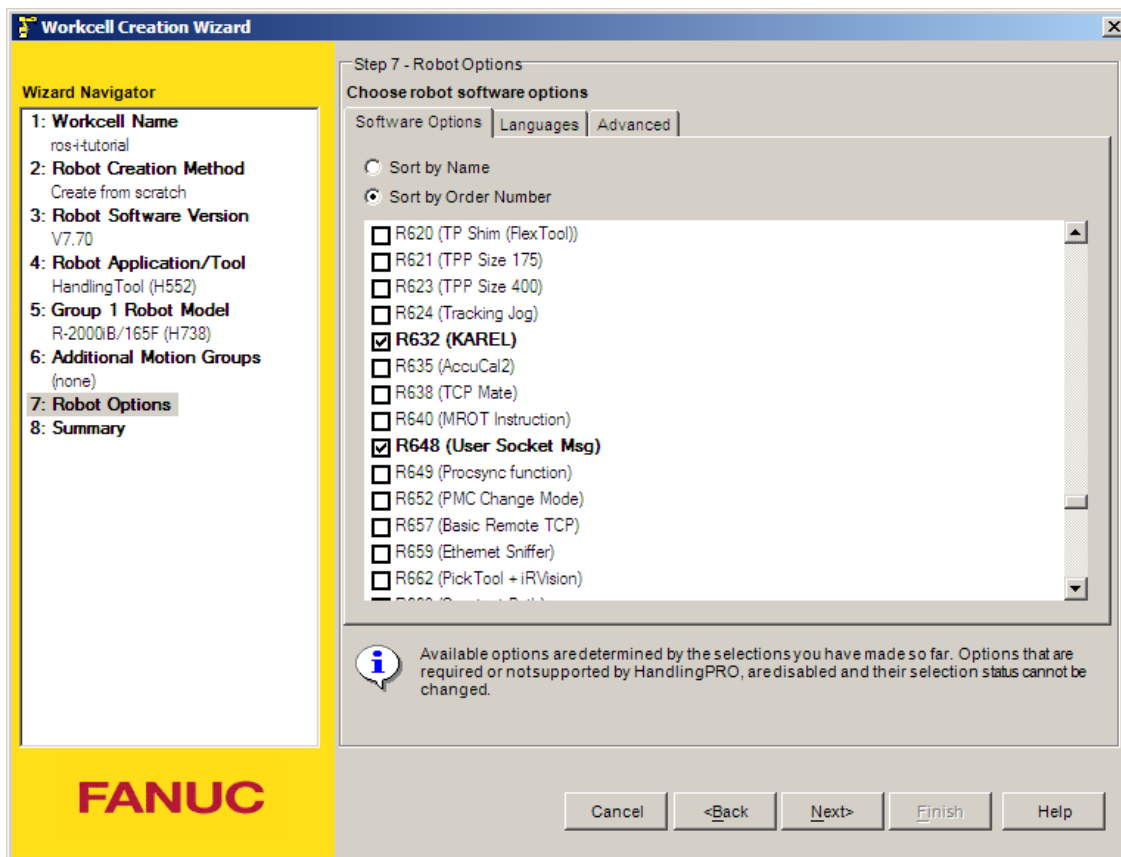 Workcell Creation Wizard
Wizard Navigator
1: Workcell Name
ros-i-tutorial
2: Robot Creation Method
Create from scratch
3: Robot Software Version
V7.70
4: Robot Application/Tool
HandlingTool (H552)
5: Group 1 Robot Model
R-2000iB/165F (H738)
6: Additional Motion Groups
(none)
7: Robot Options
8: Summary
FANUC
Step 7 - Robot Options
Choose robot software options
Software Options Languages Advanced
Sort by Name
Sort by Order Number
R620 (TP Shim (FlexTool))
R621 (TPP Size 175)
R623 (TPP Size 400)
R624 (Tracking Jog)
R632 (KAREL)
R635 (AccuCal2)
R638 (TCP Mate)
R640 (MROT Instruction)
R648 (User Socket Msg)
R649 (Procsync function)
R652 (PMC Change Mode)
R657 (Basic Remote TCP)
R659 (Ethernet Sniffer)
R662 (PickTool + iRVision)
Available options are determined by the selections you have made so far. Options that are
required or not supported by HandlingPRO, are disabled and their selection status cannot be
changed.
Cancel <Back Next> Finish Help